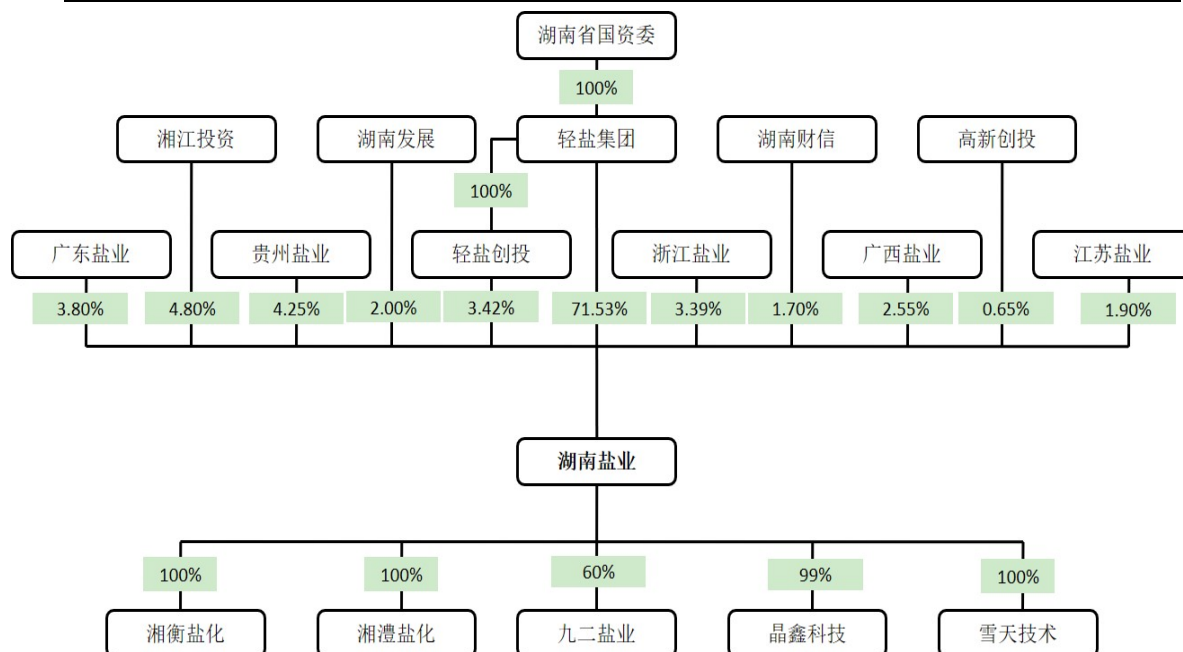 湖南省国资委
100%
湘江投资
湖南发展
轻盐集团
湖南财信
高新创投
100%
广东盐业
贵州盐业
轻盐创投
浙江盐业
广西盐业
江苏盐业
3.80%
4.80%
4.25%
2.00%
3.42%
71.53%
3.39%
1.70%
2.55%
0.65%
1.90%
湖南盐业
100%
100%
60%
99%
100%
湘衡盐化
湘澧盐化
九二盐业
晶鑫科技
雪天技术